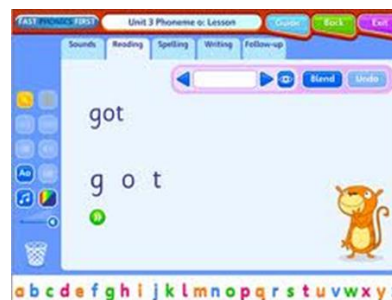 FAST PHONICS FIRST Unit 3 Phoneme o: Lesson Guide Back Exit
Sounds Reading Spelling Writing Follow-up
Blend Undo
got
g o t
Aa
a b c d e f g h i j k l m n o p q r s t u v w x y